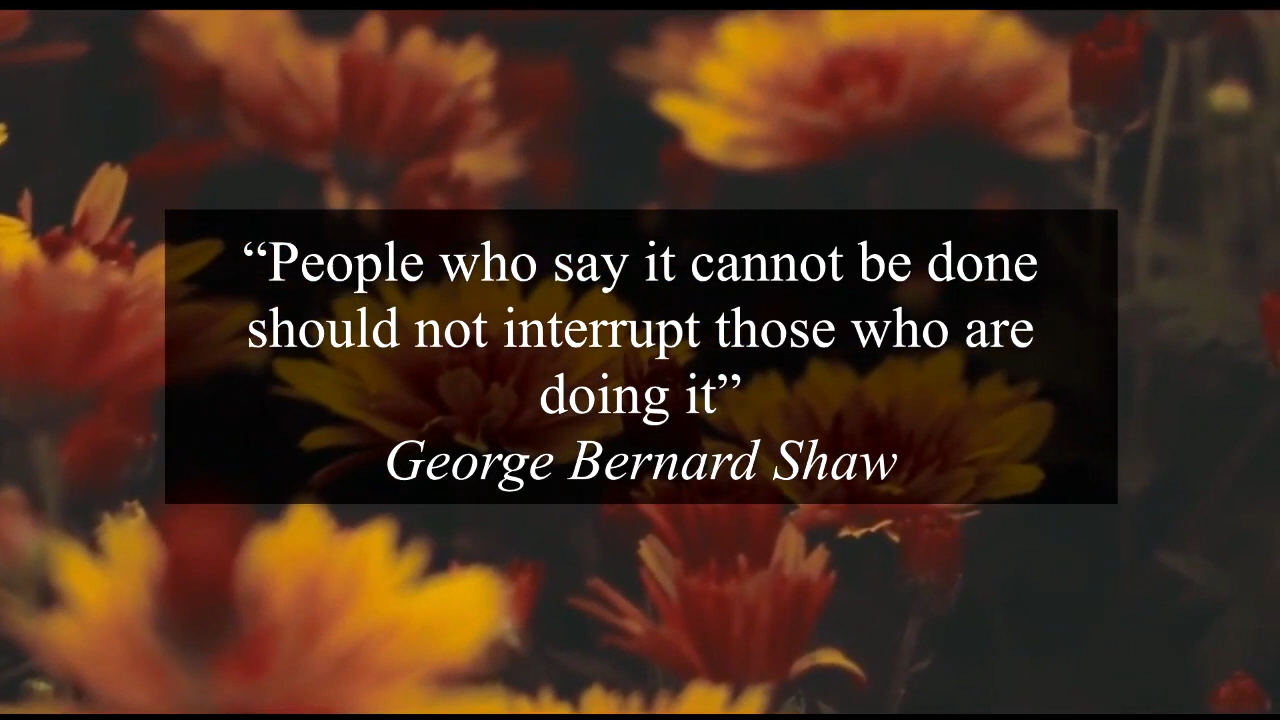 “People who say it cannot be done
should not interrupt those who are
doing it”
George Bernard Shaw